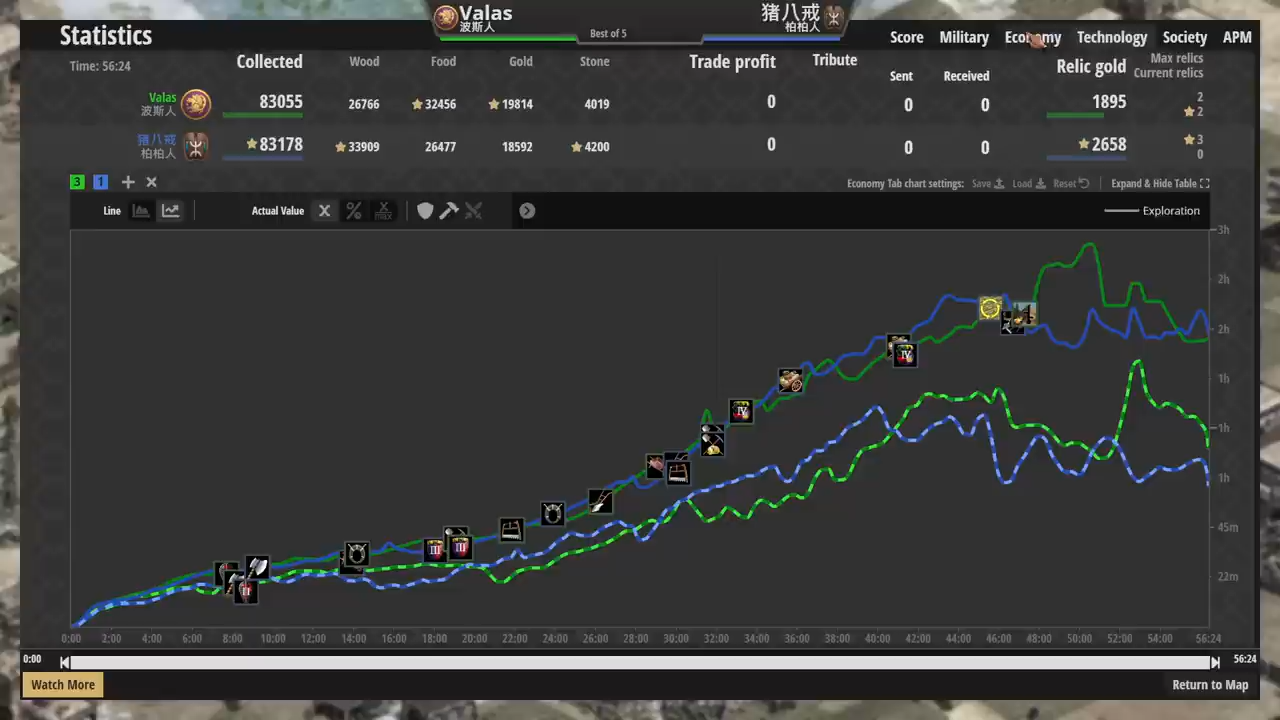 Valas
波斯人
Best of 5
猪八戒
柏柏人
Statistics
Score Military Economy Technology Society APM
Time: 56:24
Collected Wood Food Gold Stone Trade profit Tribute Sent Received Relic gold Max relics
Current relics
Valas
波斯人
83055 26766 32456 19814 4019 0 0 0 1895 2
2
猪八戒
柏柏人
83178 33909 26477 18592 4200 0 0 0 2658 3
0
3 1
Economy Tab chart settings: Save Load Reset Expand & Hide Table
Line Actual Value X % X MAX
Exploration
3h
2h
2h
1h
1h
1h
45m
22m
IV
IV
III III
II
0:00 2:00 4:00 6:00 8:00 10:00 12:00 14:00 16:00 18:00 20:00 22:00 24:00 26:00 28:00 30:00 32:00 34:00 36:00 38:00 40:00 42:00 44:00 46:00 48:00 50:00 52:00 54:00 56:24
0:00 56:24
Watch More Return to Map